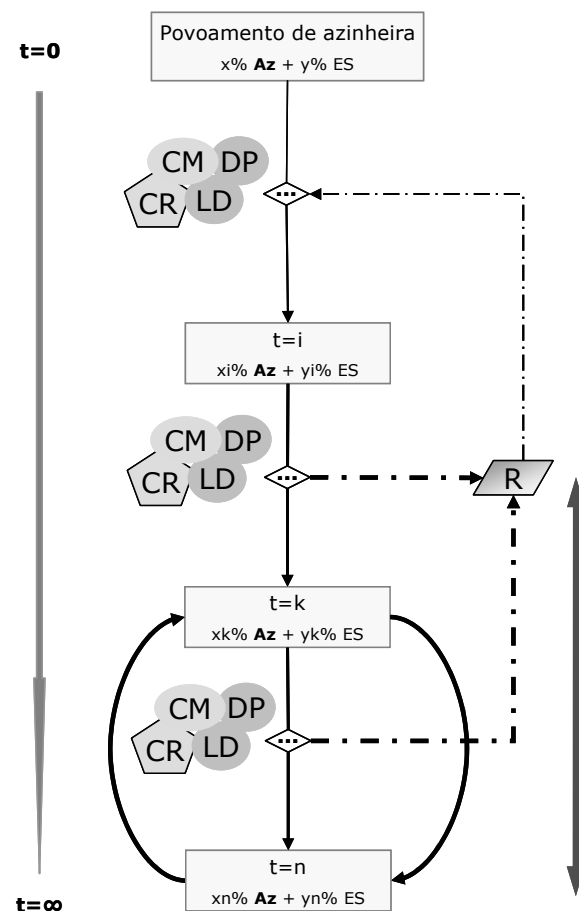 Povoamento de azinheira
x% Az + y% ES
t=0
CM DP
CR LD
...
t=i
xi% Az + yi% ES
CM DP
CR LD
...
R
t=k
xk% Az + yk% ES
CM DP
CR LD
...
t=n
xn% Az + yn% ES
t=∞